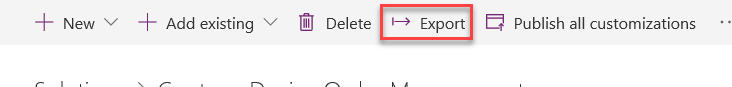 New Add existing Delete Export Publish all customizations ...